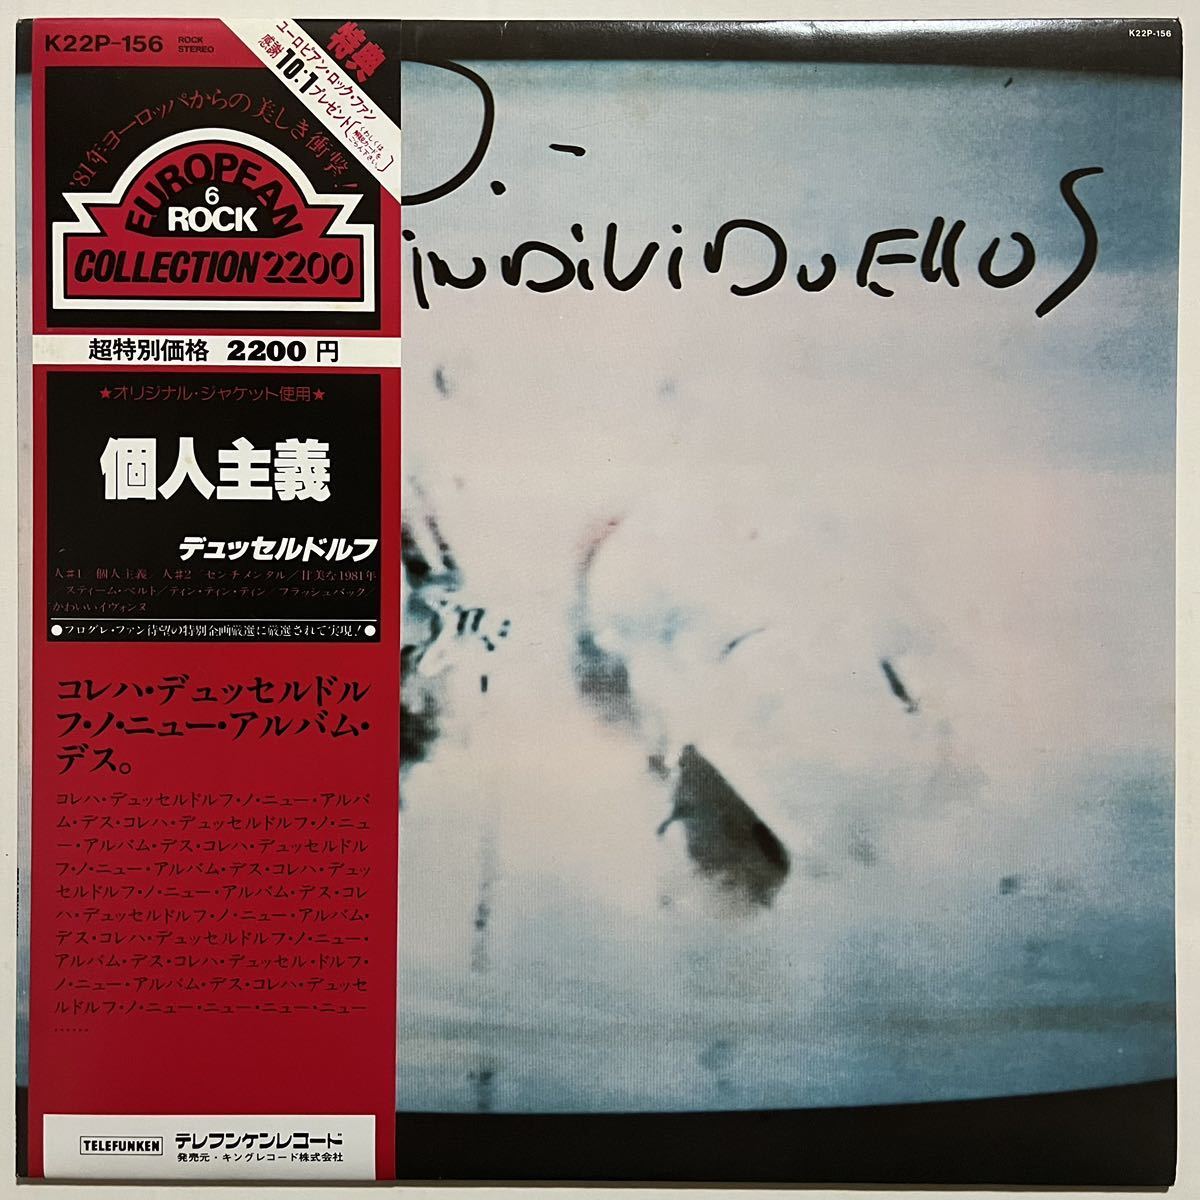 K22P-156
ROCK
STEREO
特典
ユーロピアン・ロック・ファン
感謝10:1プレゼント
くわしくは
解説カードを
ごらん下さい。
K22P-156
'81年ヨーロッパからの美しき衝撃!
EUROPEAN
6
ROCK
COLLECTION 2200
超特別価格 2200円
D.
iNDiViDuEllOS
★オリジナル・ジャケット使用★
個人主義
デュッセルドルフ
人#1/個人主義/人#2/センチメンタル/甘美な1981年
/スティーム・ベルト/ティン・ティン・ティン/フラッシュバック/
かわいいイヴォンヌ
●プログレ・ファン待望の特別企画厳選に厳選されて実現!●
コレハ・デュッセルドル
フ・ノ・ニュー・アルバム・
デス。
コレハ・デュッセルドルフ・ノ・ニュー・アルバ
ム・デス・コレハ・デュッセルドルフ・ノ・ニュ
ー・アルバム・デス・コレハ・デュッセルドル
フ・ノ・ニュー・アルバム・デス・コレハ・デュッ
セルドルフ・ノ・ニュー・アルバム・デス・コレ
ハ・デュッセルドルフ・ノ・ニュー・アルバム・
デス・コレハ・デュッセルドルフ・ノ・ニュー・
アルバム・デス・コレハ・デュッセル・ドルフ・
ノ・ニュー・アルバム・デス・コレハ・デュッセ
ルドルフ・ノ・ニュー・ニュー・ニュー・ニュー
……
TELEFUNKEN
テレフンケンレコード
発売元・キングレコード株式会社